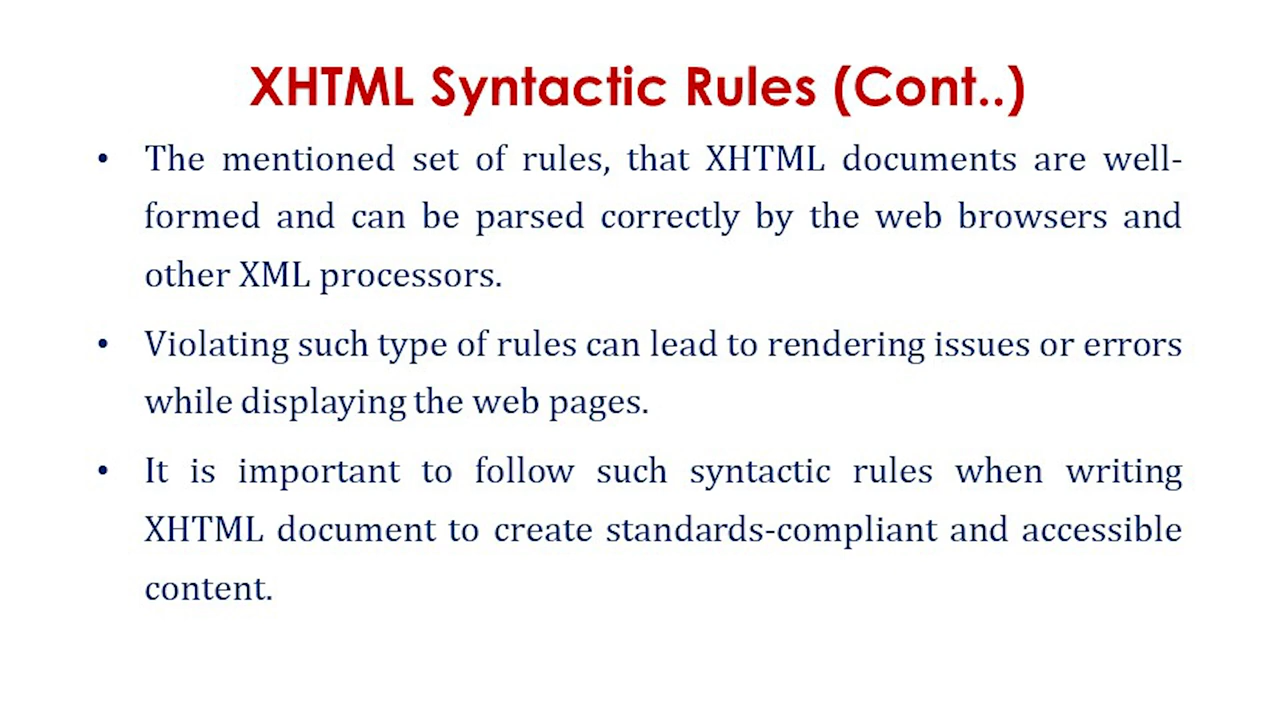 XHTML Syntactic Rules (Cont..)
• The mentioned set of rules, that XHTML documents are well-
formed and can be parsed correctly by the web browsers and
other XML processors.
• Violating such type of rules can lead to rendering issues or errors
while displaying the web pages.
• It is important to follow such syntactic rules when writing
XHTML document to create standards-compliant and accessible
content.